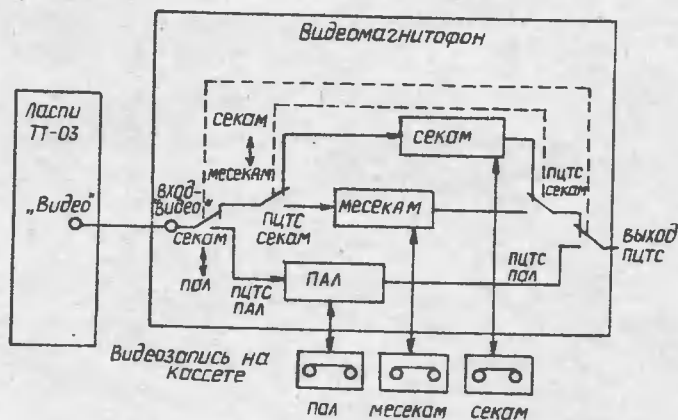 Видеомагнитофон
Ласпи
ТТ-03
„Видео"
ВХОД-
"ВИДЕО"
СЕКАМ
ПАЛ
СЕКАМ
МЕСЕКАМ
ПЦТС
СЕКАМ
ПЦТС
ПАЛ
СЕКАМ
МЕСЕКАМ
ПАЛ
ПЦТС
СЕКАМ
ПЦТС
ПАЛ
ВЫХОД
ПЦТС
Видеозапись на
кассете
ПАЛ
МЕСЕКАМ
СЕКАМ